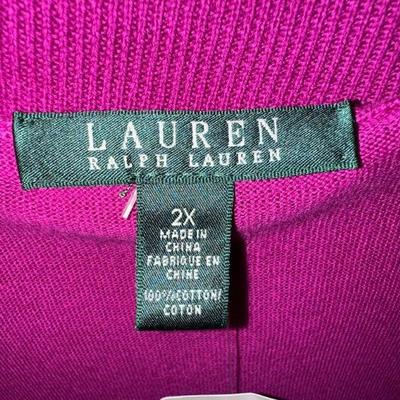 LAUREN
RALPH LAUREN
2X
MADE IN
CHINA
FABRIQUE EN
CHINE
100%COTTON/
COTON